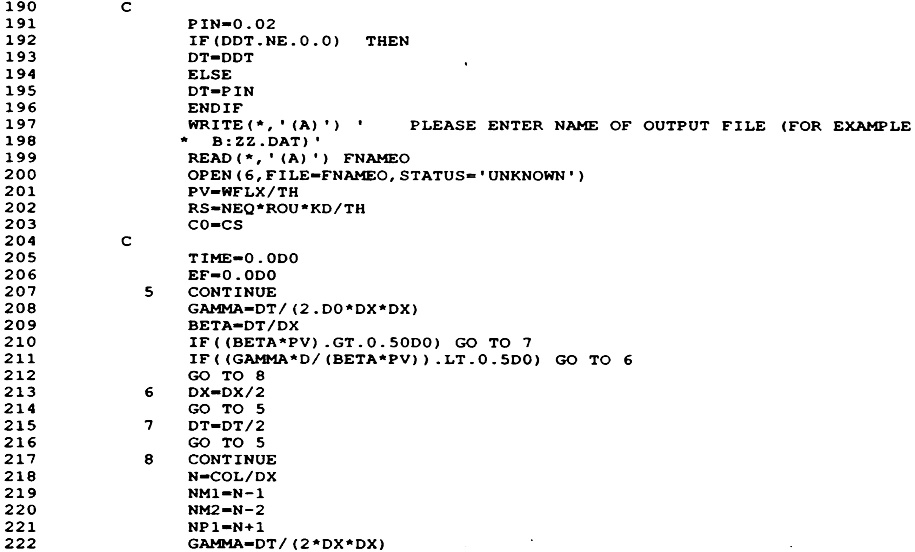 190 C
191 PIN=0.02
192 IF(DDT.NE.0.0) THEN
193 DT=DDT
194 ELSE
195 DT=PIN
196 ENDIF
197 WRITE(*,'(A)') ' PLEASE ENTER NAME OF OUTPUT FILE (FOR EXAMPLE
198 * B:ZZ.DAT)'
199 READ(*,'(A)') FNAMEO
200 OPEN(6,FILE=FNAMEO,STATUS='UNKNOWN')
201 PV=WFLX/TH
202 RS=NEQ*ROU*KD/TH
203 C0=CS
204 C
205 TIME=0.0D0
206 EF=0.0D0
207 5 CONTINUE
208 GAMMA=DT/(2.D0*DX*DX)
209 BETA=DT/DX
210 IF((BETA*PV).GT.0.50D0) GO TO 7
211 IF((GAMMA*D/(BETA*PV)).LT.0.5D0) GO TO 6
212 GO TO 8
213 6 DX=DX/2
214 GO TO 5
215 7 DT=DT/2
216 GO TO 5
217 8 CONTINUE
218 N=COL/DX
219 NM1=N-1
220 NM2=N-2
221 NP1=N+1
222 GAMMA=DT/(2*DX*DX)